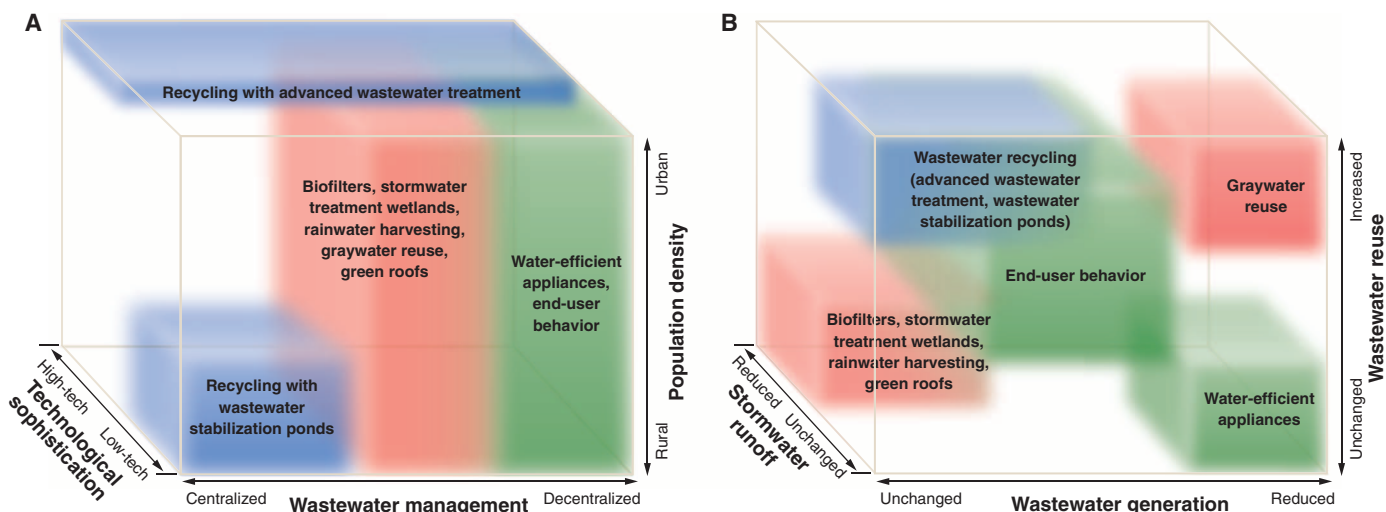 A
Recycling with advanced wastewater treatment
Biofilters, stormwater
treatment wetlands,
rainwater harvesting,
graywater reuse,
green roofs
Water-efficient
appliances,
end-user
behavior
Recycling with
wastewater
stabilization ponds
Urban
Population density
Rural
High-tech
Technological
sophistication
Low-tech
Centralized
Wastewater management
Decentralized
B
Wastewater recycling
(advanced wastewater
treatment, wastewater
stabilization ponds)
Graywater
reuse
End-user behavior
Biofilters, stormwater
treatment wetlands,
rainwater harvesting,
green roofs
Water-efficient
appliances
Increased
Wastewater reuse
Unchanged
Reduced
Stormwater
runoff
Unchanged
Unchanged
Wastewater generation
Reduced